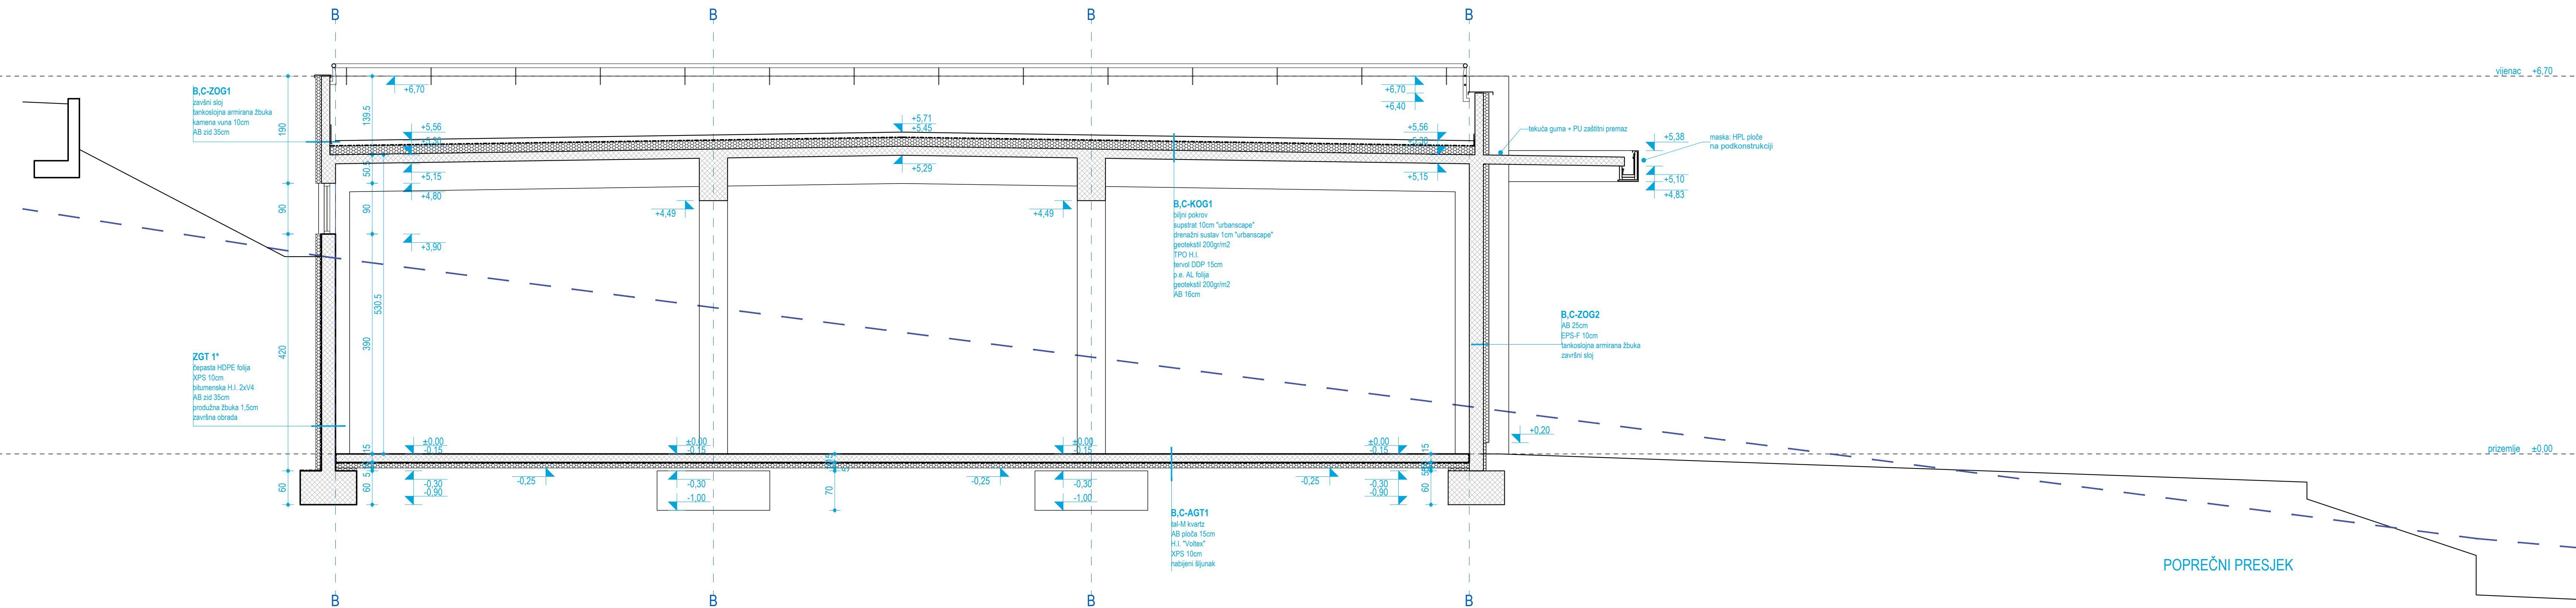 B
B
B
B
vijenac +6,70
B,C-ZOG1
zavšni sloj
tankoslojna armirana žbuka
kamena vuna 10cm
AB zid 35cm
190
139.5
+6,70
+5,56
+5,15
+4,80
50.5
90
90
+3,90
+5,71
+5,45
+5,29
+4,49
+4,49
+6,70
+6,40
+5,56
+5,15
tekuća guma + PU zaštitni premaz
+5,38
maska: HPL ploče
na podkonstrukciji
+5,10
+4,83
B,C-KOG1
biljni pokrov
supstrat 10cm "urbanscape"
drenažni sustav 1cm "urbanscape"
geotekstil 200gr/m2
TPO H.I.
tervol DDP 15cm
p.e. AL folija
geotekstil 200gr/m2
AB 16cm
530.5
390
420
B,C-ZOG2
AB 25cm
EPS-F 10cm
tankoslojna armirana žbuka
završni sloj
ZGT 1*
čepasta HDPE folija
XPS 10cm
bitumenska H.I. 2xV4
AB zid 35cm
produžna žbuka 1,5cm
završna obrada
+0,20
±0,00
-0,15
±0,00
-0,15
±0,00
-0,15
±0,00
-0,15
15
15
prizemlje ±0,00
60
60
-0,30
-0,90
-0,25
-0,30
-1,00
70
-0,25
-0,30
-1,00
-0,25
-0,30
-0,90
60
B,C-AGT1
tal-M kvartz
AB ploča 15cm
H.I. "Voltex"
XPS 10cm
nabijeni šljunak
POPREČNI PRESJEK
B
B
B
B